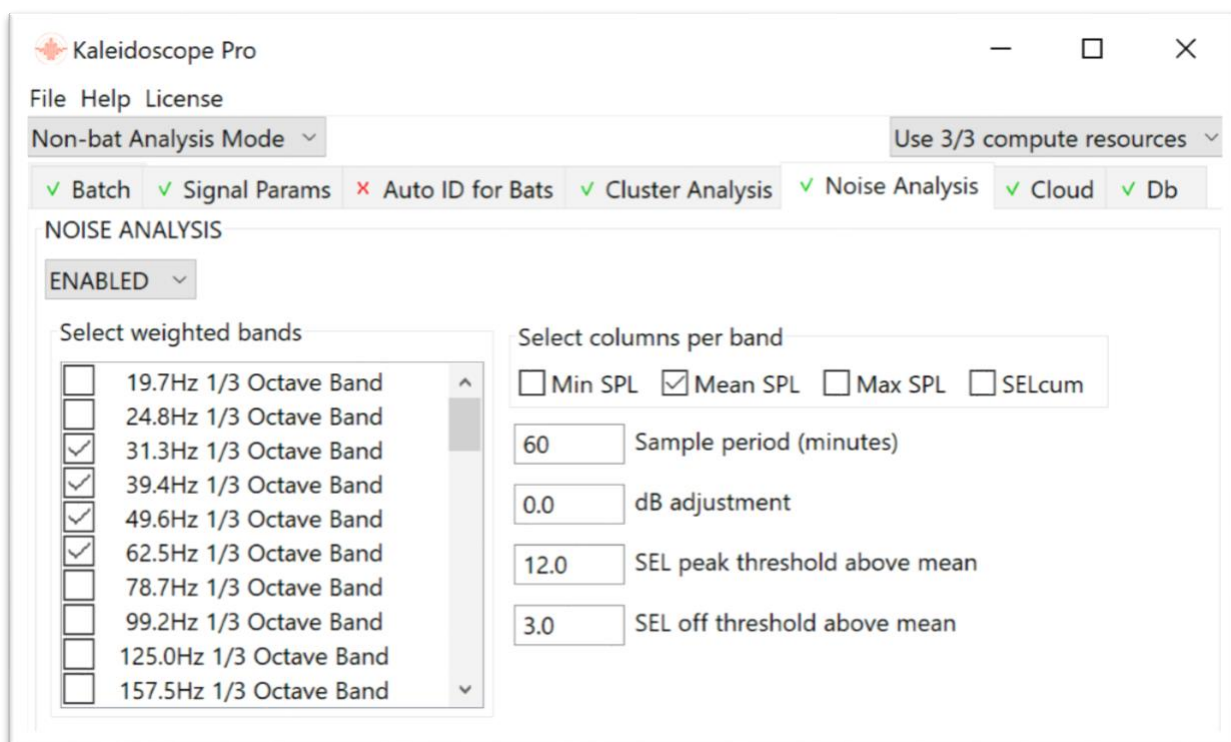 Kaleidoscope Pro
File Help License
Non-bat Analysis Mode
Use 3/3 compute resources
Batch
Signal Params
Auto ID for Bats
Cluster Analysis
Noise Analysis
Cloud
Db
NOISE ANALYSIS
ENABLED
Select weighted bands
19.7Hz 1/3 Octave Band
24.8Hz 1/3 Octave Band
31.3Hz 1/3 Octave Band
39.4Hz 1/3 Octave Band
49.6Hz 1/3 Octave Band
62.5Hz 1/3 Octave Band
78.7Hz 1/3 Octave Band
99.2Hz 1/3 Octave Band
125.0Hz 1/3 Octave Band
157.5Hz 1/3 Octave Band
Select columns per band
Min SPL Mean SPL Max SPL SELcum
60 Sample period (minutes)
0.0 dB adjustment
12.0 SEL peak threshold above mean
3.0 SEL off threshold above mean